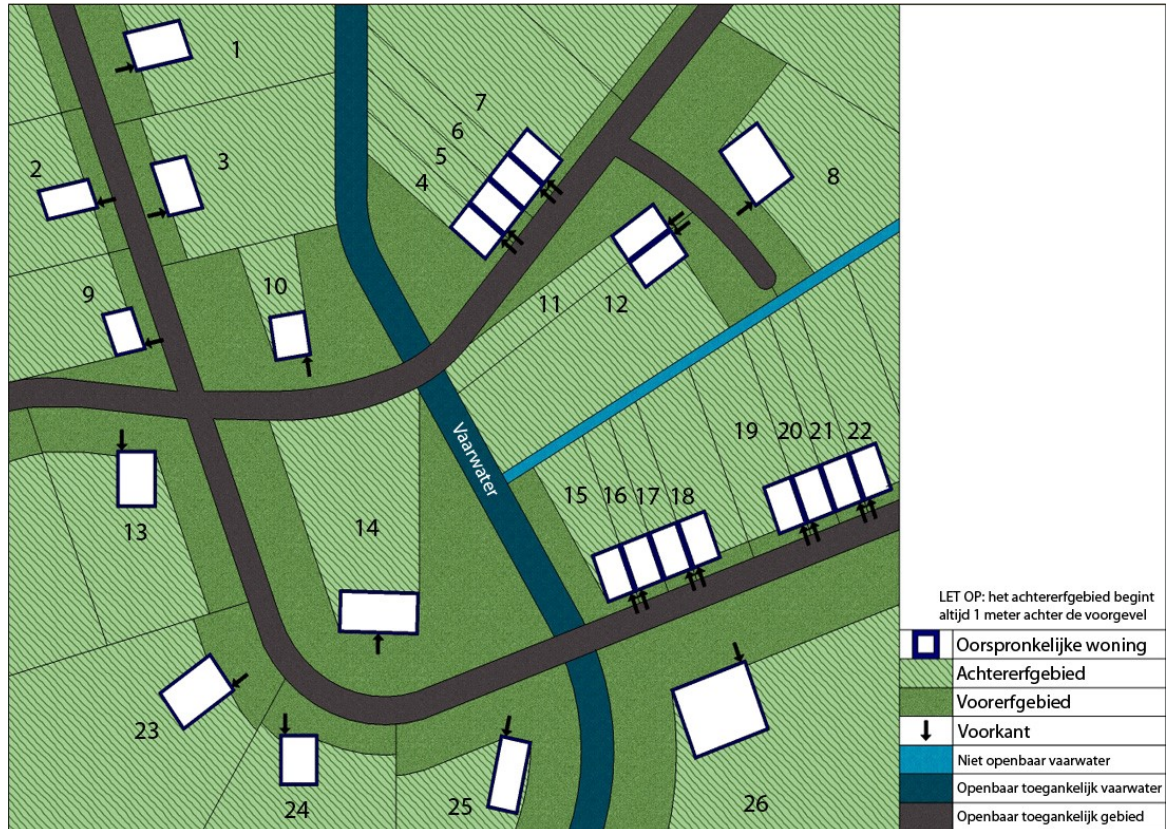 1
2
3
4
5
6
7
8
9
10
11
12
13
14
15
16
17
18
19
20
21
22
23
24
25
26
Vaarwater
LET OP: het achtererfgebied begint
altijd 1 meter achter de voorgevel
Oorspronkelijke woning
Achtererfgebied
Voorerfgebied
Voorkant
Niet openbaar vaarwater
Openbaar toegankelijk vaarwater
Openbaar toegankelijk gebied